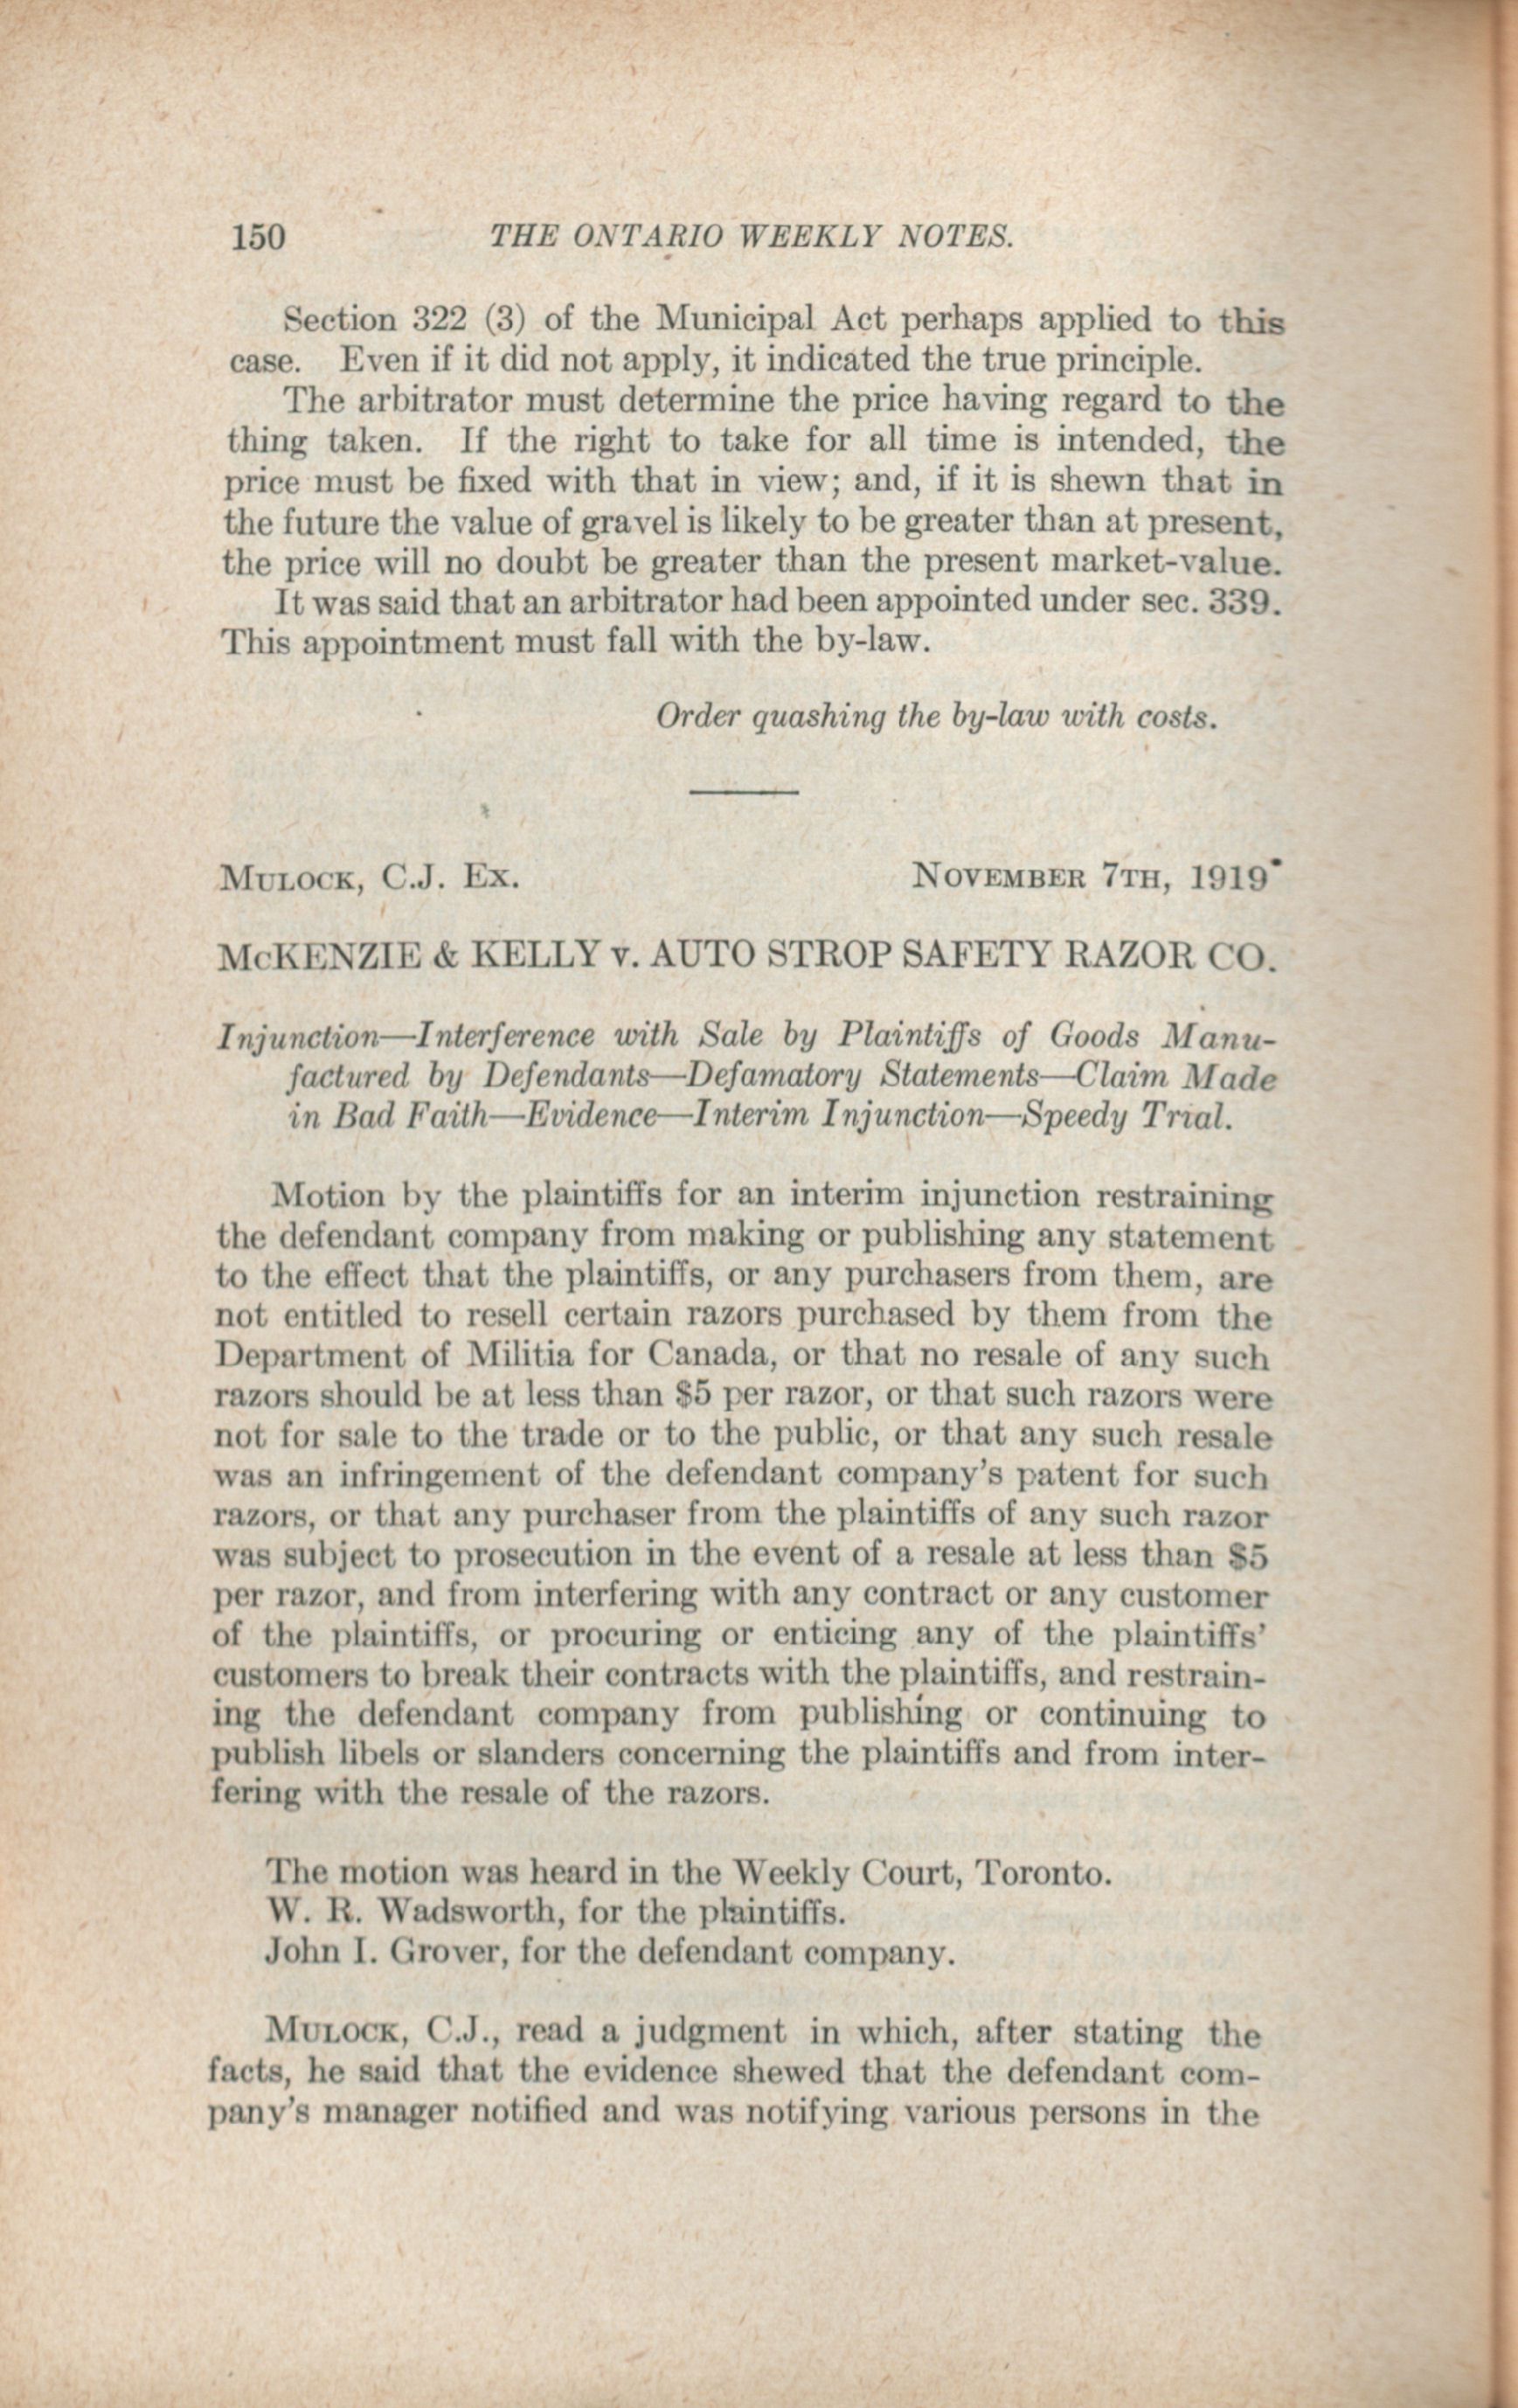 150 THE ONTARIO WEEKLY NOTES.
Section 322 (3) of the Municipal Act perhaps applied to this
case. Even if it did not apply, it indicated the true principle.
The arbitrator must determine the price having regard to the
thing taken. If the right to take for all time is intended, the
price must be fixed with that in view; and, if it is shewn that in
the future the value of gravel is likely to be greater than at present,
the price will no doubt be greater than the present market-value.
It was said that an arbitrator had been appointed under sec. 339.
This appointment must fall with the by-law.
Order quashing the by-law with costs.
MULOCK, C.J. EX. NOVEMBER 7TH, 1919
McKENZIE & KELLY v. AUTO STROP SAFETY RAZOR CO.
Injunction—Interference with Sale by Plaintiffs of Goods Manu-
factured by Defendants—Defamatory Statements—Claim Made
in Bad Faith—Evidence—Interim Injunction—Speedy Trial.
Motion by the plaintiffs for an interim injunction restraining
the defendant company from making or publishing any statement
to the effect that the plaintiffs, or any purchasers from them, are
not entitled to resell certain razors purchased by them from the
Department of Militia for Canada, or that no resale of any such
razors should be at less than $5 per razor, or that such razors were
not for sale to the trade or to the public, or that any such resale
was an infringement of the defendant company's patent for such
razors, or that any purchaser from the plaintiffs of any such razor
was subject to prosecution in the event of a resale at less than $5
per razor, and from interfering with any contract or any customer
of the plaintiffs, or procuring or enticing any of the plaintiffs'
customers to break their contracts with the plaintiffs, and restrain-
ing the defendant company from publishing or continuing to
publish libels or slanders concerning the plaintiffs and from inter-
fering with the resale of the razors.
The motion was heard in the Weekly Court, Toronto.
W. R. Wadsworth, for the plaintiffs.
John I. Grover, for the defendant company.
MULOCK, C.J., read a judgment in which, after stating the
facts, he said that the evidence shewed that the defendant com-
pany's manager notified and was notifying various persons in the